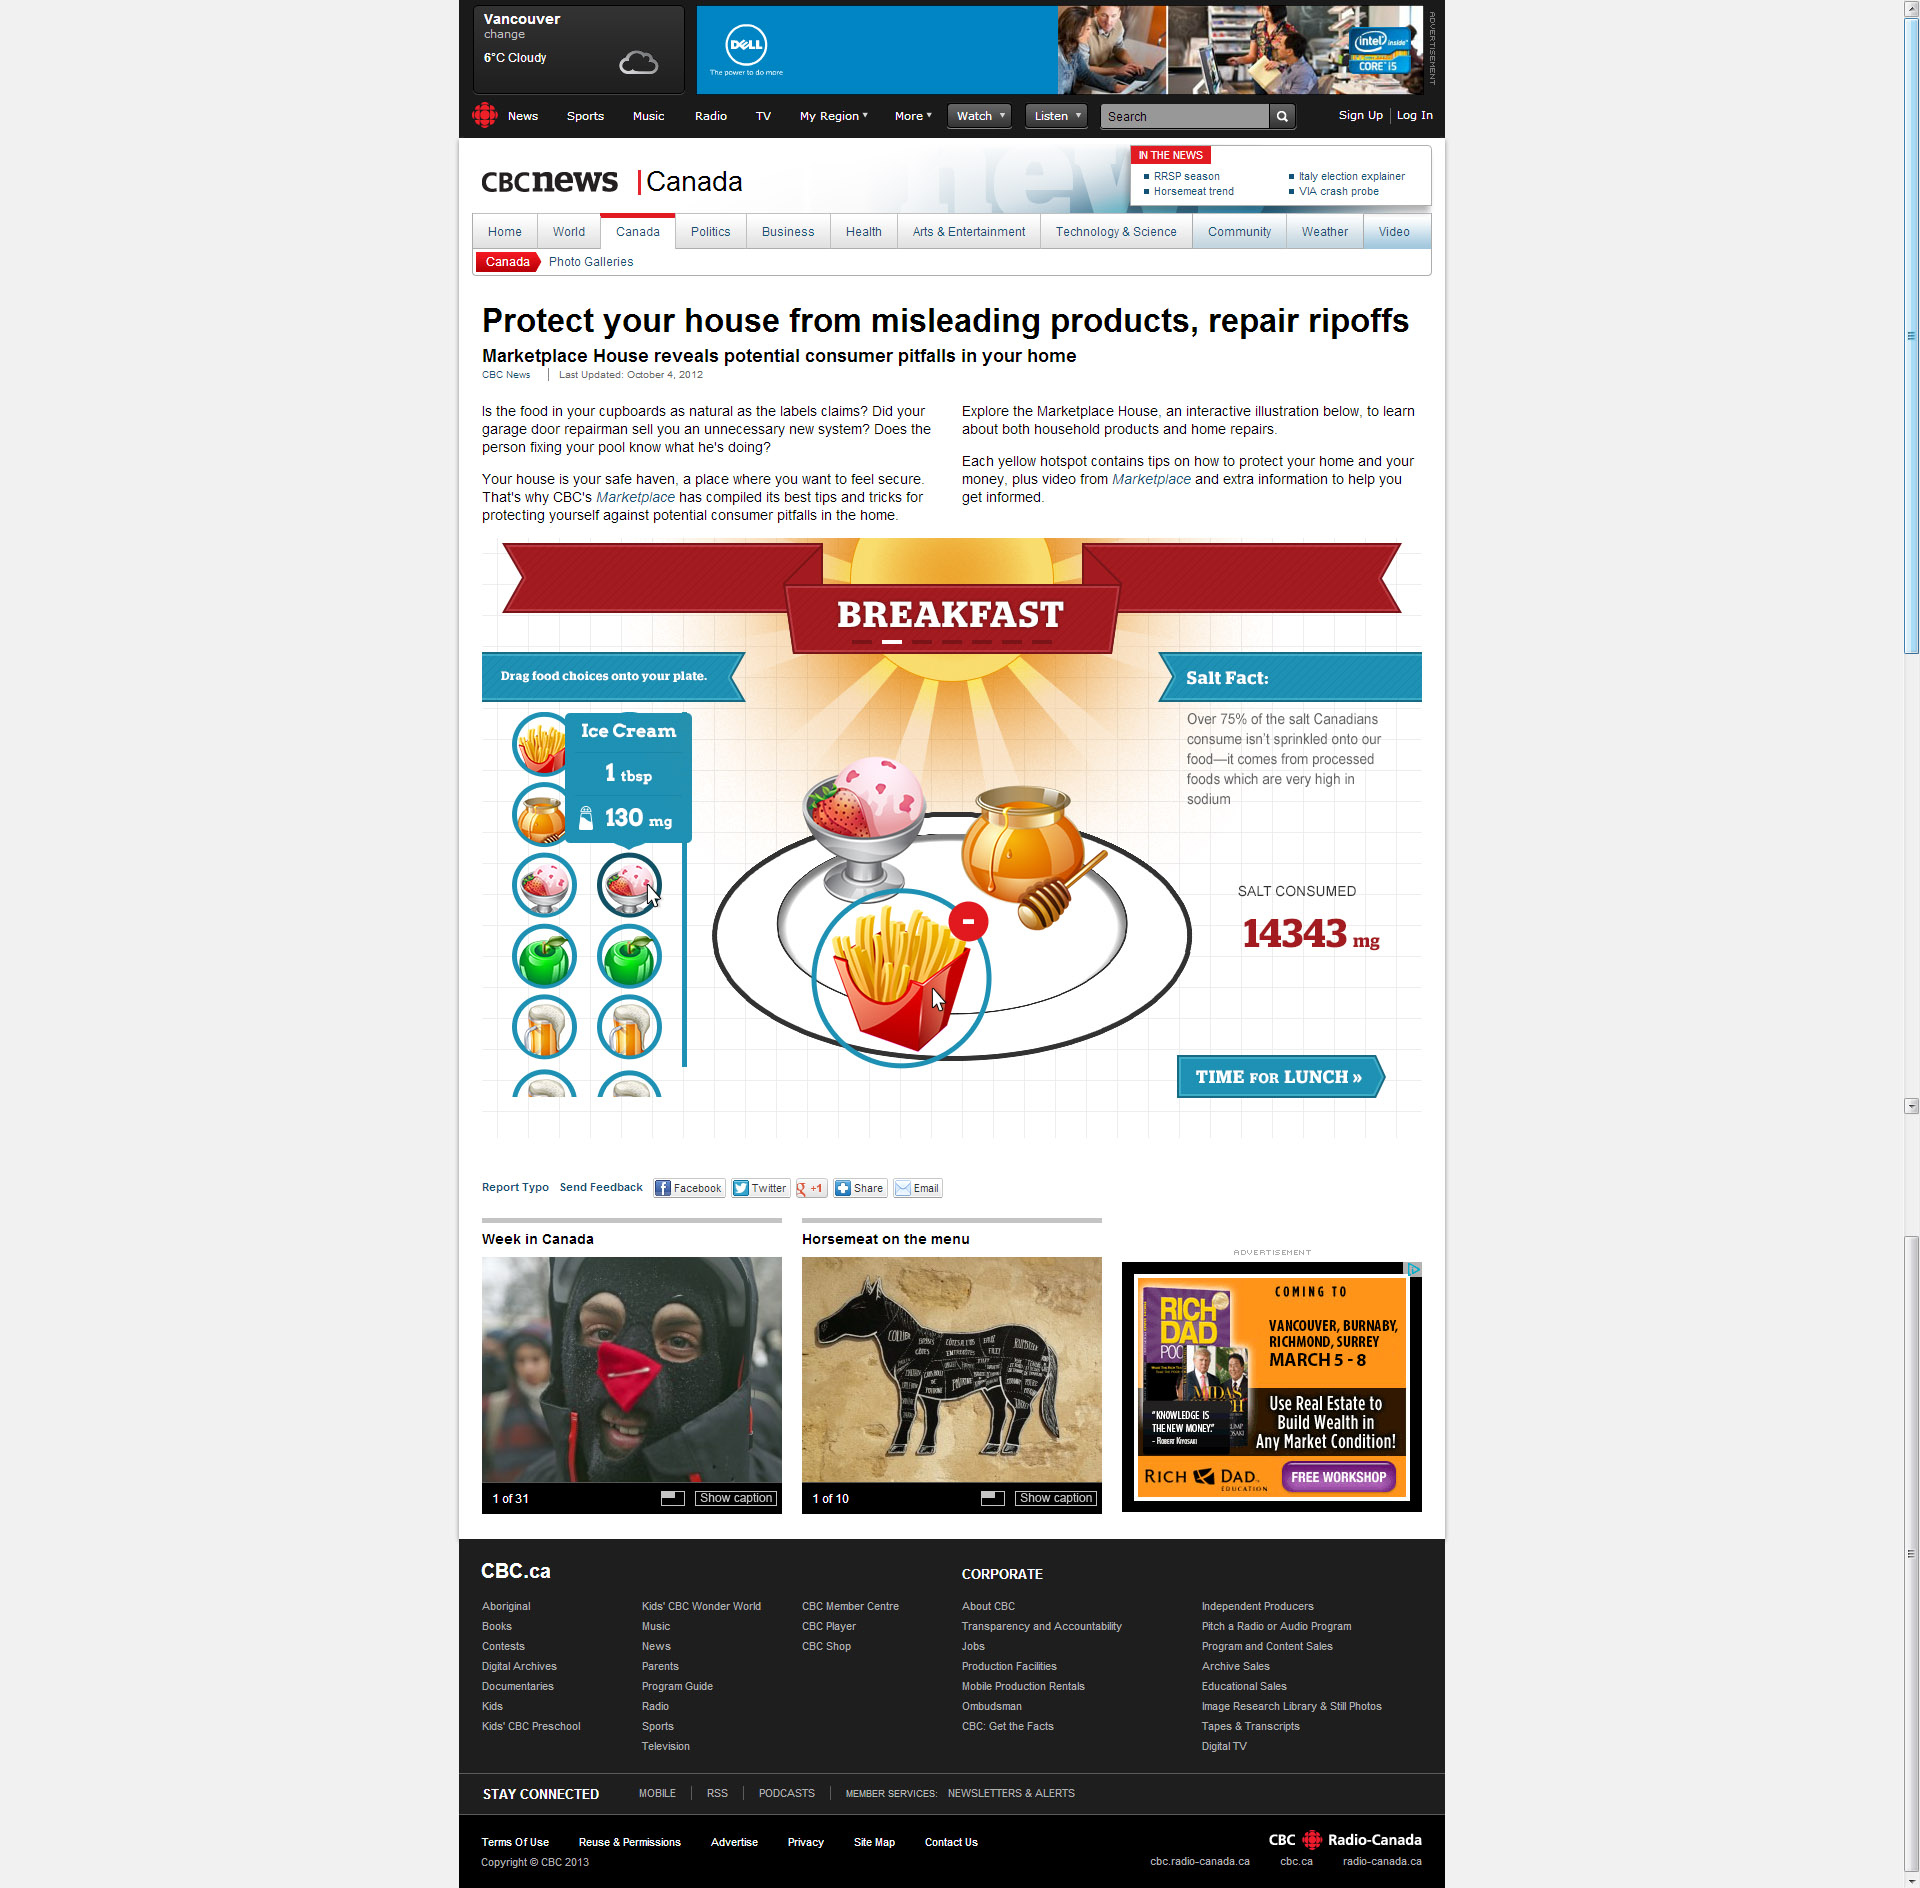 Vancouver
change
6°C Cloudy
DELL
The power to do more
intel inside
CORE i5
ADVERTISEMENT
News Sports Music Radio TV My Region More Watch Listen Search Sign Up Log In
CBCnews | Canada
IN THE NEWS
RRSP season Italy election explainer
Horsemeat trend VIA crash probe
Home World Canada Politics Business Health Arts & Entertainment Technology & Science Community Weather Video
Canada Photo Galleries
Protect your house from misleading products, repair ripoffs
Marketplace House reveals potential consumer pitfalls in your home
CBC News Last Updated: October 4, 2012
Is the food in your cupboards as natural as the labels claims? Did your
garage door repairman sell you an unnecessary new system? Does the
person fixing your pool know what he's doing?
Your house is your safe haven, a place where you want to feel secure.
That's why CBC's Marketplace has compiled its best tips and tricks for
protecting yourself against potential consumer pitfalls in the home.
Explore the Marketplace House, an interactive illustration below, to learn
about both household products and home repairs.
Each yellow hotspot contains tips on how to protect your home and your
money, plus video from Marketplace and extra information to help you
get informed.
BREAKFAST
Drag food choices onto your plate.
Ice Cream
1 tbsp
130 mg
Salt Fact:
Over 75% of the salt Canadians
consume isn't sprinkled onto our
food—it comes from processed
foods which are very high in
sodium
SALT CONSUMED
14343 mg
TIME FOR LUNCH »
Report Typo Send Feedback Facebook Twitter +1 Share Email
Week in Canada
1 of 31 Show caption
Horsemeat on the menu
COLLIER
1 of 10 Show caption
ADVERTISEMENT
RICH
DAD
COMING TO
VANCOUVER, BURNABY,
RICHMOND, SURREY
MARCH 5 - 8
"KNOWLEDGE IS
THE NEW MONEY."
- ROBERT KIYOSAKI
Use Real Estate to
Build Wealth in
Any Market Condition!
RICH DAD
EDUCATION
FREE WORKSHOP
CBC.ca
Aboriginal
Books
Contests
Digital Archives
Documentaries
Kids
Kids' CBC Preschool
Kids' CBC Wonder World
Music
News
Parents
Program Guide
Radio
Sports
Television
CBC Member Centre
CBC Player
CBC Shop
CORPORATE
About CBC
Transparency and Accountability
Jobs
Production Facilities
Mobile Production Rentals
Ombudsman
CBC: Get the Facts
Independent Producers
Pitch a Radio or Audio Program
Program and Content Sales
Archive Sales
Educational Sales
Image Research Library & Still Photos
Tapes & Transcripts
Digital TV
STAY CONNECTED MOBILE RSS PODCASTS MEMBER SERVICES: NEWSLETTERS & ALERTS
Terms Of Use Reuse & Permissions Advertise Privacy Site Map Contact Us
Copyright © CBC 2013
CBC Radio-Canada
cbc.radio-canada.ca cbc.ca radio-canada.ca